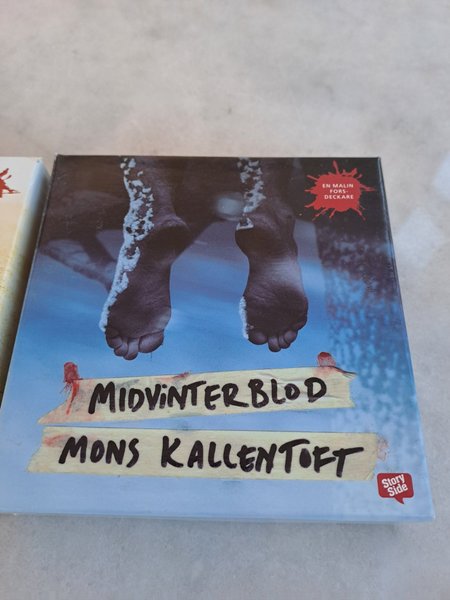 EN MALIN
FORS-
DECKARE
MIDVINTERBLOD
MONS KALLENTOFT
Story
Side